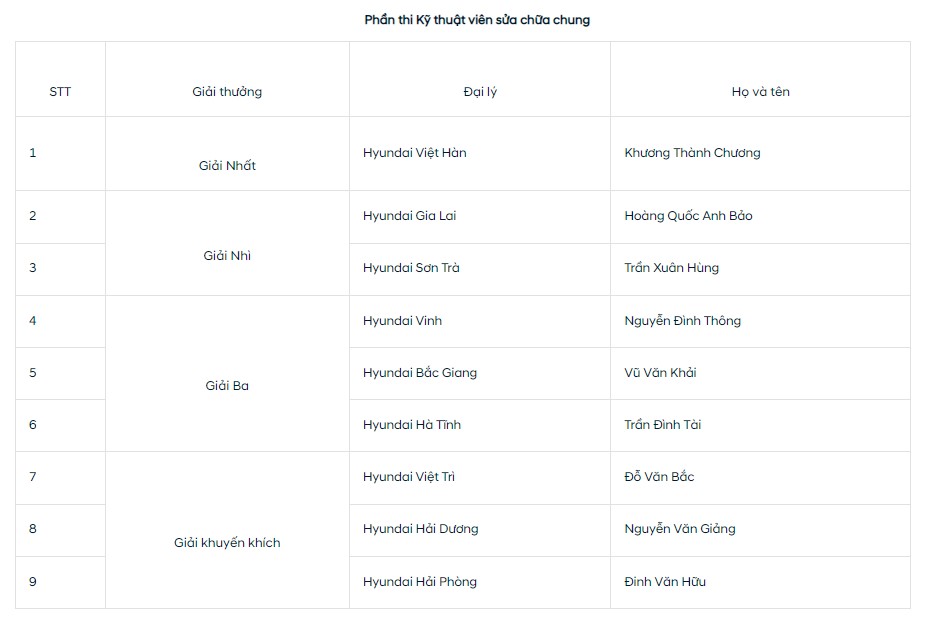 Phần thi Kỹ thuật viên sửa chữa chung
STT Giải thưởng Đại lý Họ và tên
1 Giải Nhất Hyundai Việt Hàn Khương Thành Chương
2 Giải Nhì Hyundai Gia Lai Hoàng Quốc Anh Bảo
3 Hyundai Sơn Trà Trần Xuân Hùng
4 Giải Ba Hyundai Vinh Nguyễn Đình Thông
5 Hyundai Bắc Giang Vũ Văn Khải
6 Hyundai Hà Tĩnh Trần Đình Tài
7 Giải khuyến khích Hyundai Việt Trì Đỗ Văn Bắc
8 Hyundai Hải Dương Nguyễn Văn Giảng
9 Hyundai Hải Phòng Đinh Văn Hữu